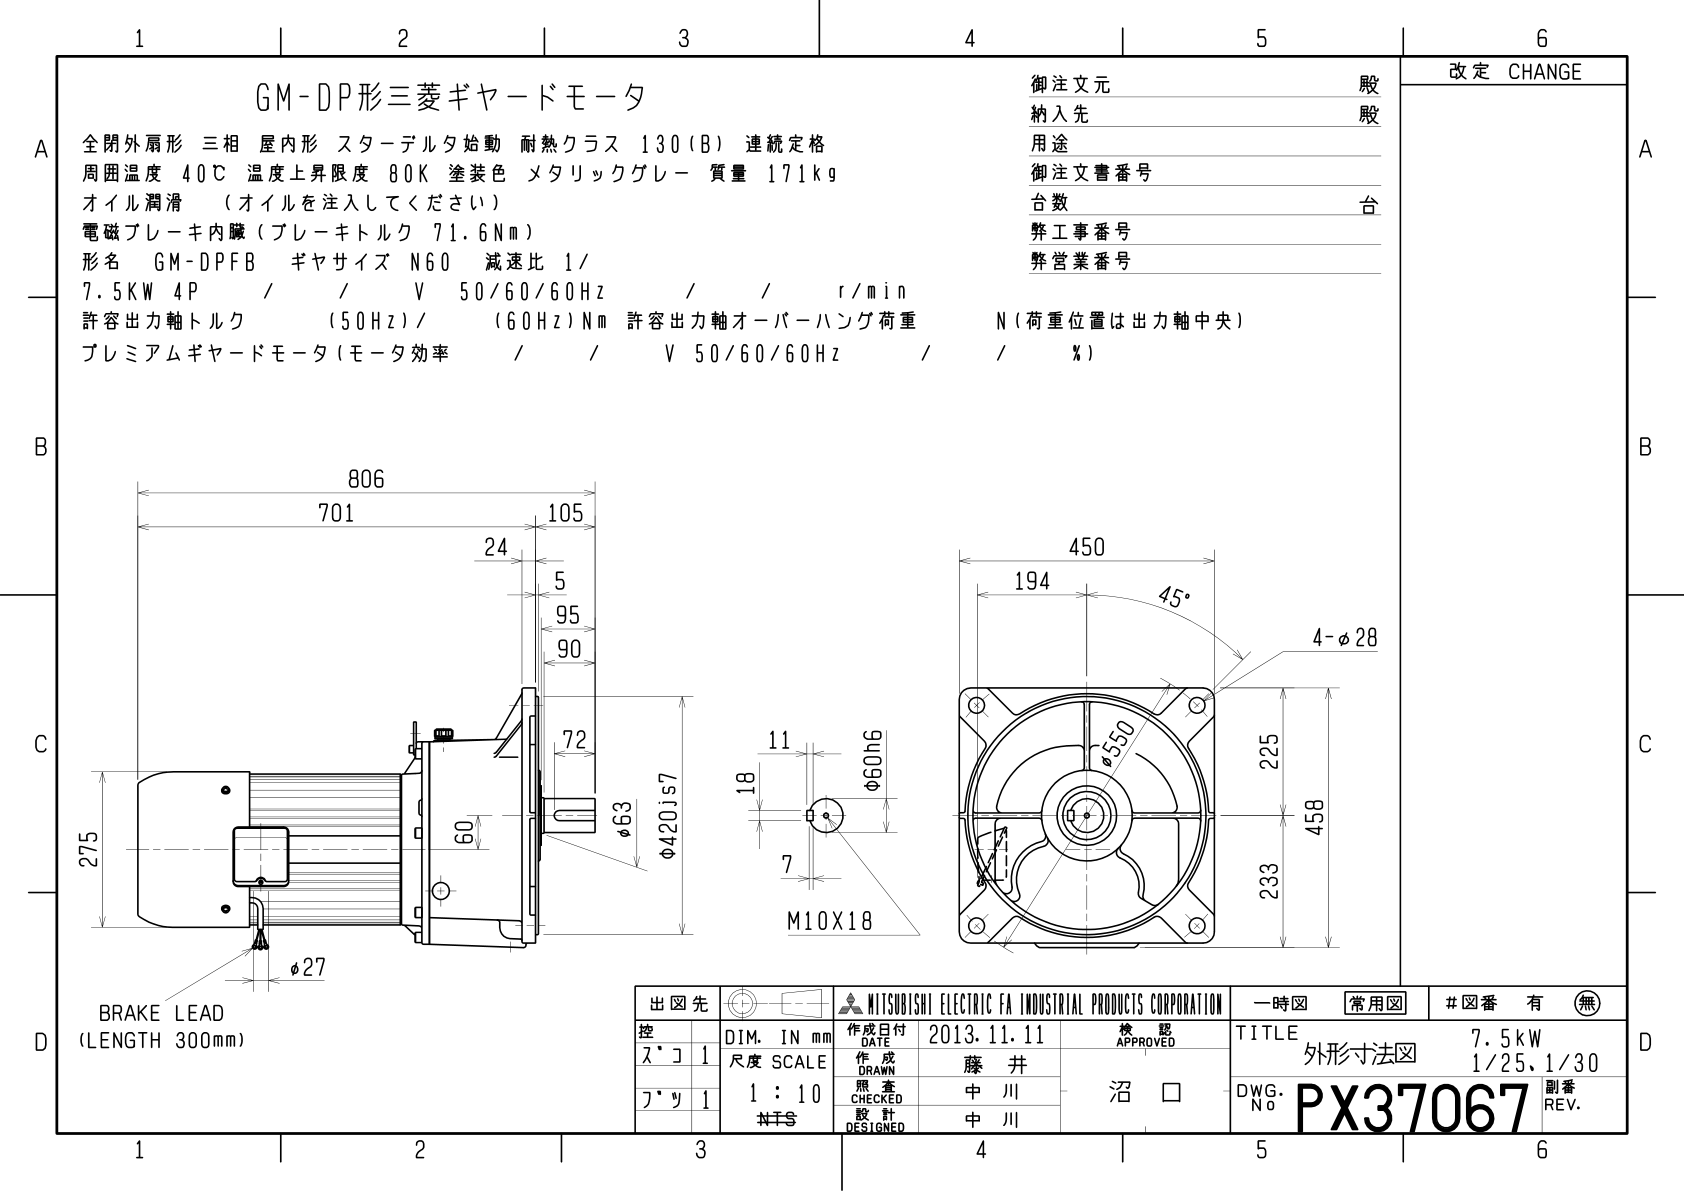 1 2 3 4 5 6
改定 CHANGE
GM-DP形三菱ギヤードモータ
全閉外扇形 三相 屋内形 スターデルタ始動 耐熱クラス 130(B) 連続定格
周囲温度 40℃ 温度上昇限度 80K 塗装色 メタリックグレー 質量 171kg
オイル潤滑 (オイルを注入してください)
電磁ブレーキ内臓(ブレーキトルク 71.6Nm)
形名 GM-DPFB ギヤサイズ N60 減速比 1/
7.5KW 4P / / V 50/60/60Hz / / r/min
許容出力軸トルク (50Hz)/ (60Hz)Nm 許容出力軸オーバーハング荷重 N(荷重位置は出力軸中央)
プレミアムギヤードモータ(モータ効率 / / V 50/60/60Hz / / %)
御注文元 殿
納入先 殿
用途
御注文書番号
台数 台
弊工事番号
弊営業番号
A A
B B
C C
D D
806
701 105
24
5
95
90
72
60
275
φ63
φ420js7
φ27
BRAKE LEAD
(LENGTH 300mm)
11
18
φ60h6
7
M10X18
450
194
45°
4-φ28
φ550
225
458
233
出図先
控
ズコ 1
ブツ 1
DIM. IN mm
尺度 SCALE
1 : 10
NTS
MITSUBISHI ELECTRIC FA INDUSTRIAL PRODUCTS CORPORATION
作成日付 DATE 2013.11.11
作成 DRAWN 藤井
照査 CHECKED 中川
設計 DESIGNED 中川
検認 APPROVED
沼口
一時図 常用図 #図番 有 無
TITLE
外形寸法図
7.5kW
1/25、1/30
DWG. No PX37067
副番 REV.
1 2 3 4 5 6